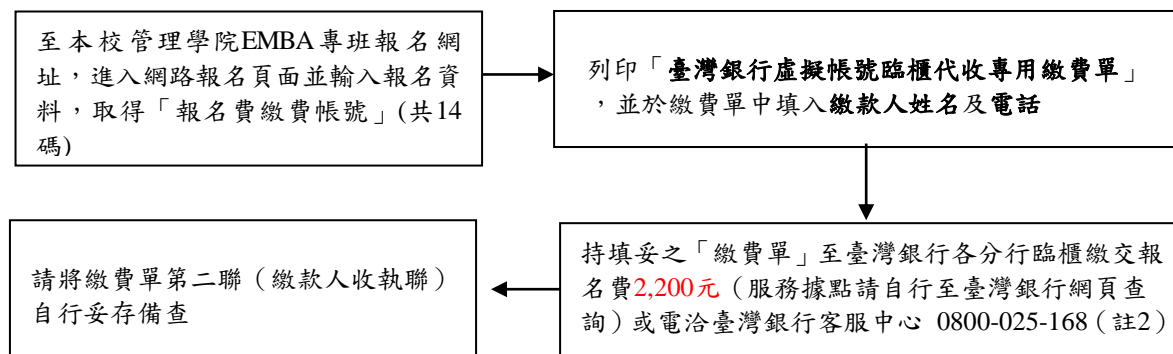 至本校管理學院EMBA專班報名網
址，進入網路報名頁面並輸入報名資
料，取得「報名費繳費帳號」(共14
碼)
列印「臺灣銀行虛擬帳號臨櫃代收專用繳費單」
，並於繳費單中填入繳款人姓名及電話
持填妥之「繳費單」至臺灣銀行各分行臨櫃繳交報
名費2,200元（服務據點請自行至臺灣銀行網頁查
詢）或電洽臺灣銀行客服中心 0800-025-168（註2）
請將繳費單第二聯（繳款人收執聯）
自行妥存備查